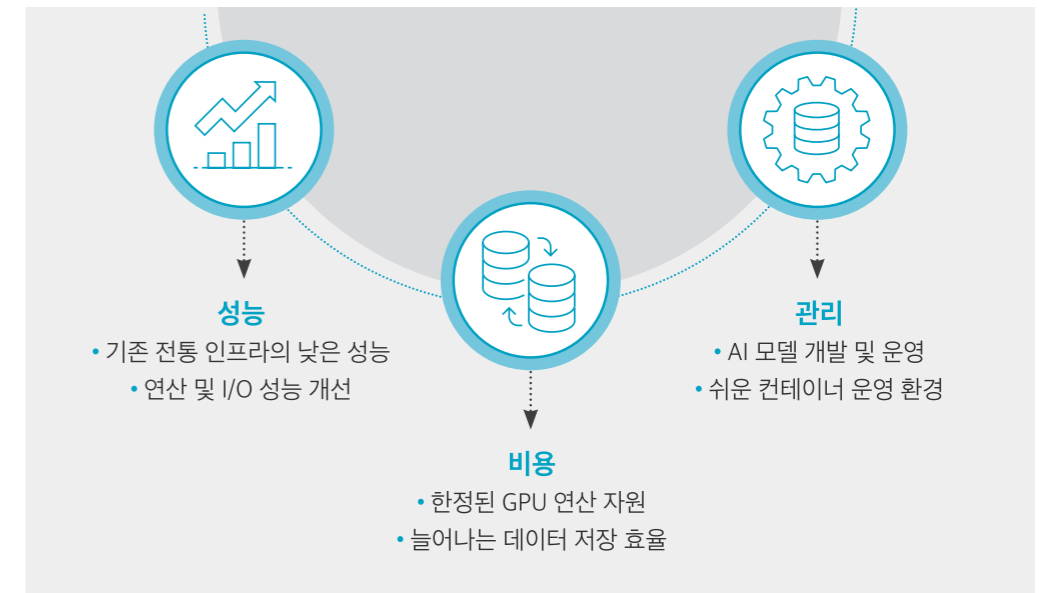 성능
• 기존 전통 인프라의 낮은 성능
• 연산 및 I/O 성능 개선
비용
• 한정된 GPU 연산 자원
• 늘어나는 데이터 저장 효율
관리
• AI 모델 개발 및 운영
• 쉬운 컨테이너 운영 환경